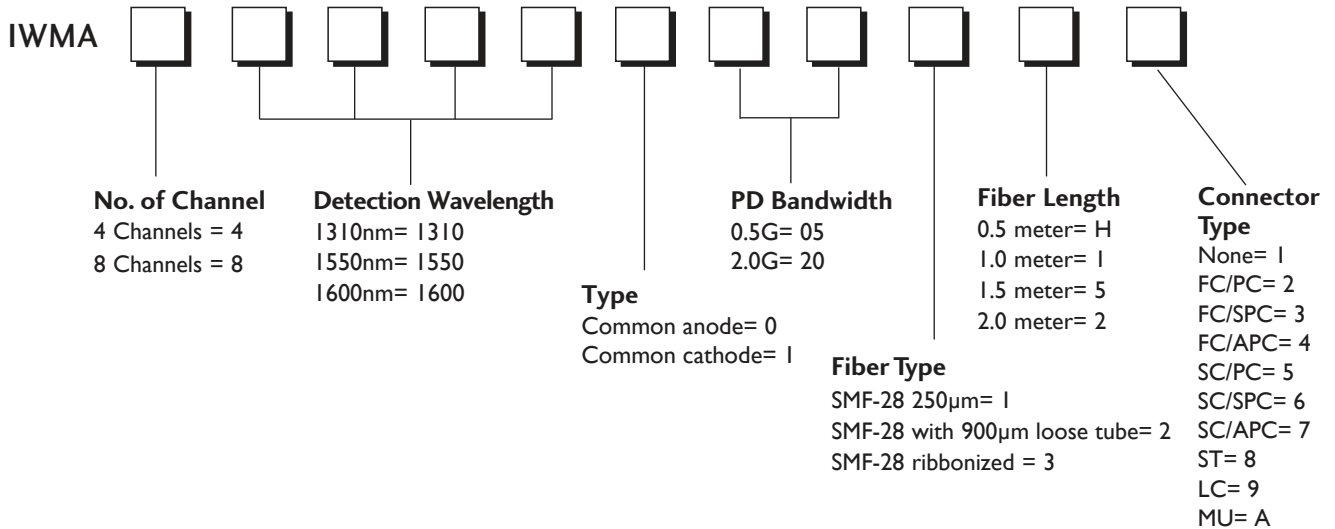 IWMA
No. of Channel
4 Channels = 4
8 Channels = 8
Detection Wavelength
1310nm= 1310
1550nm= 1550
1600nm= 1600
Type
Common anode= 0
Common cathode= 1
PD Bandwidth
0.5G= 05
2.0G= 20
Fiber Type
SMF-28 250µm= 1
SMF-28 with 900µm loose tube= 2
SMF-28 ribbonized = 3
Fiber Length
0.5 meter= H
1.0 meter= 1
1.5 meter= 5
2.0 meter= 2
Connector
Type
None= 1
FC/PC= 2
FC/SPC= 3
FC/APC= 4
SC/PC= 5
SC/SPC= 6
SC/APC= 7
ST= 8
LC= 9
MU= A